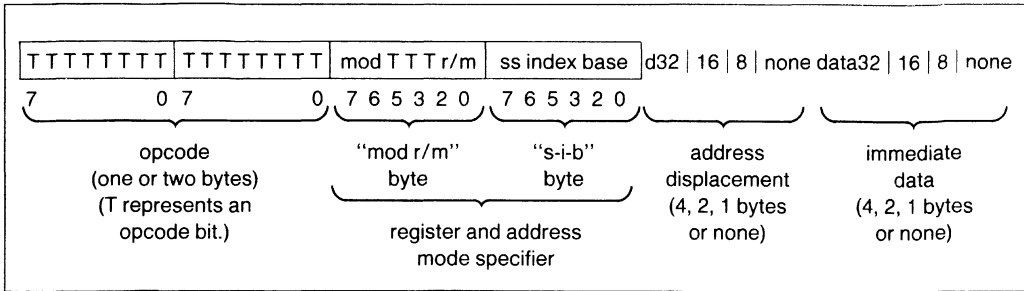 T T T T T T T T T T T T T T T T mod T T T r/m ss index base d32 | 16 | 8 | none data32 | 16 | 8 | none
7 0 7 0 7 6 5 3 2 0 7 6 5 3 2 0
opcode
(one or two bytes)
(T represents an
opcode bit.)
“mod r/m”
byte
“s-i-b”
byte
register and address
mode specifier
address
displacement
(4, 2, 1 bytes
or none)
immediate
data
(4, 2, 1 bytes
or none)